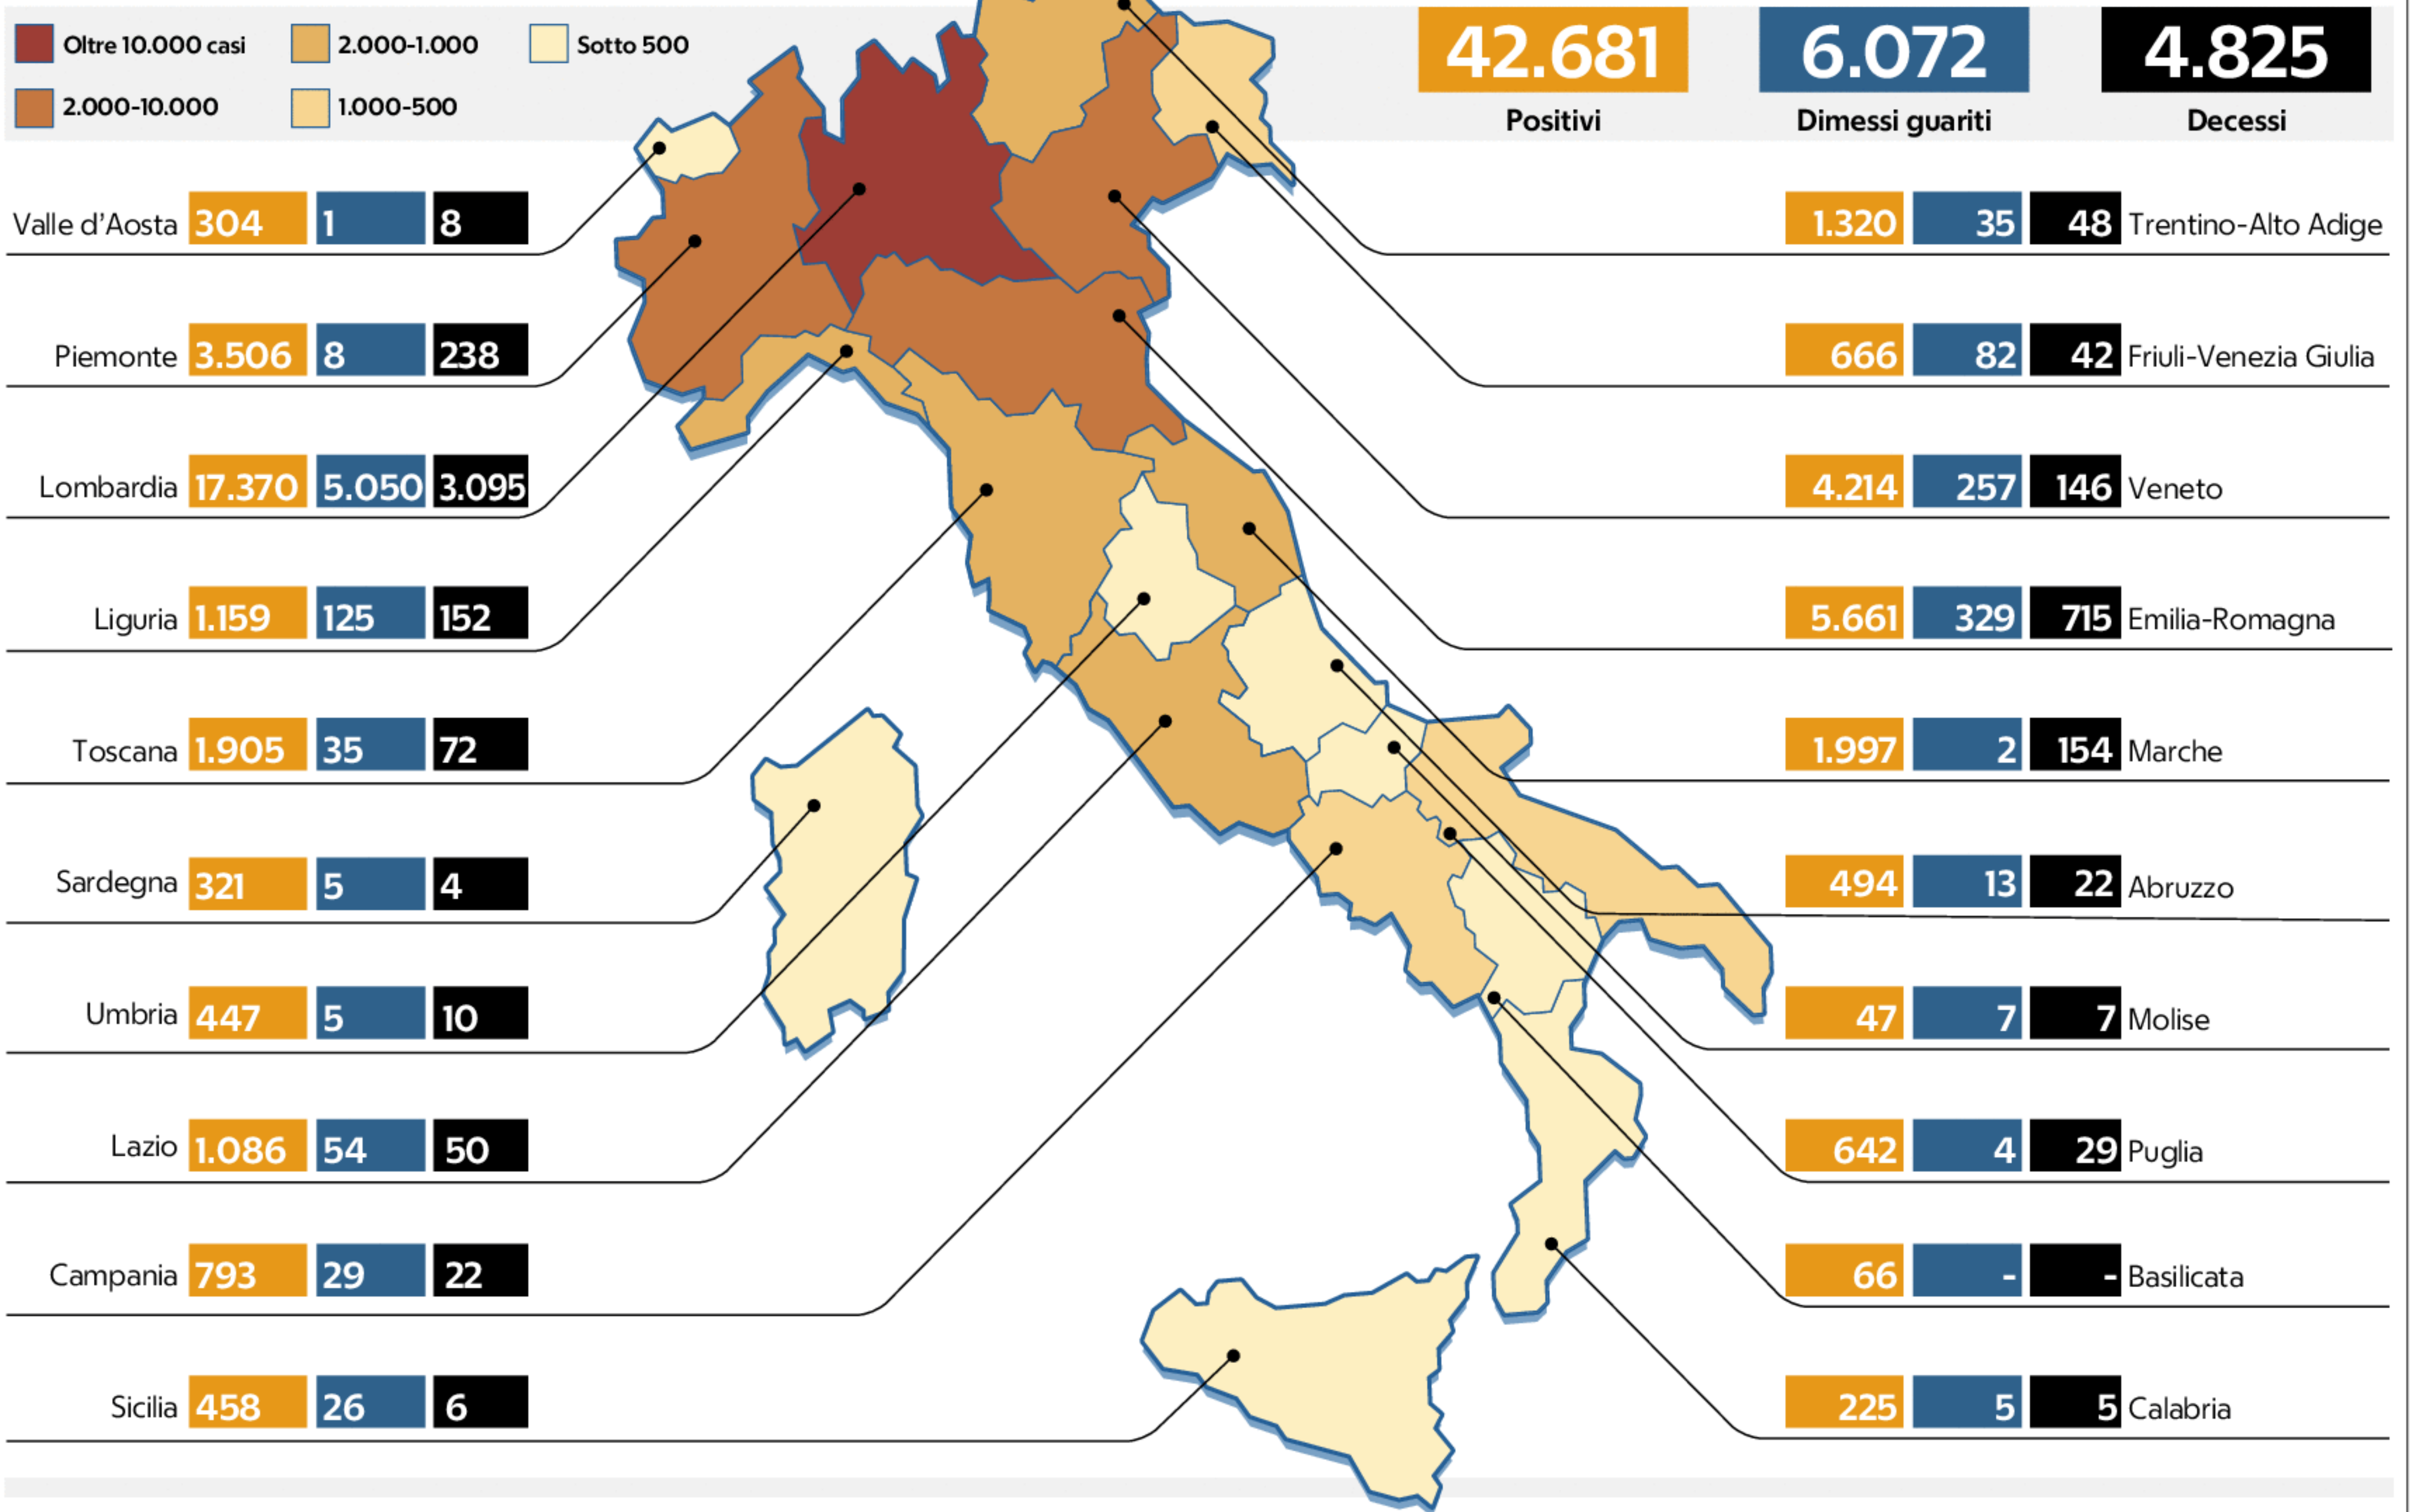 Oltre 10.000 casi
2.000-1.000
Sotto 500
2.000-10.000
1.000-500
42.681
6.072
4.825
Positivi
Dimessi guariti
Decessi
Valle d'Aosta 304 1 8
Piemonte 3.506 8 238
Lombardia 17.370 5.050 3.095
Liguria 1.159 125 152
Toscana 1.905 35 72
Sardegna 321 5 4
Umbria 447 5 10
Lazio 1.086 54 50
Campania 793 29 22
Sicilia 458 26 6
1.320 35 48 Trentino-Alto Adige
666 82 42 Friuli-Venezia Giulia
4.214 257 146 Veneto
5.661 329 715 Emilia-Romagna
1.997 2 154 Marche
494 13 22 Abruzzo
47 7 7 Molise
642 4 29 Puglia
66 - - Basilicata
225 5 5 Calabria